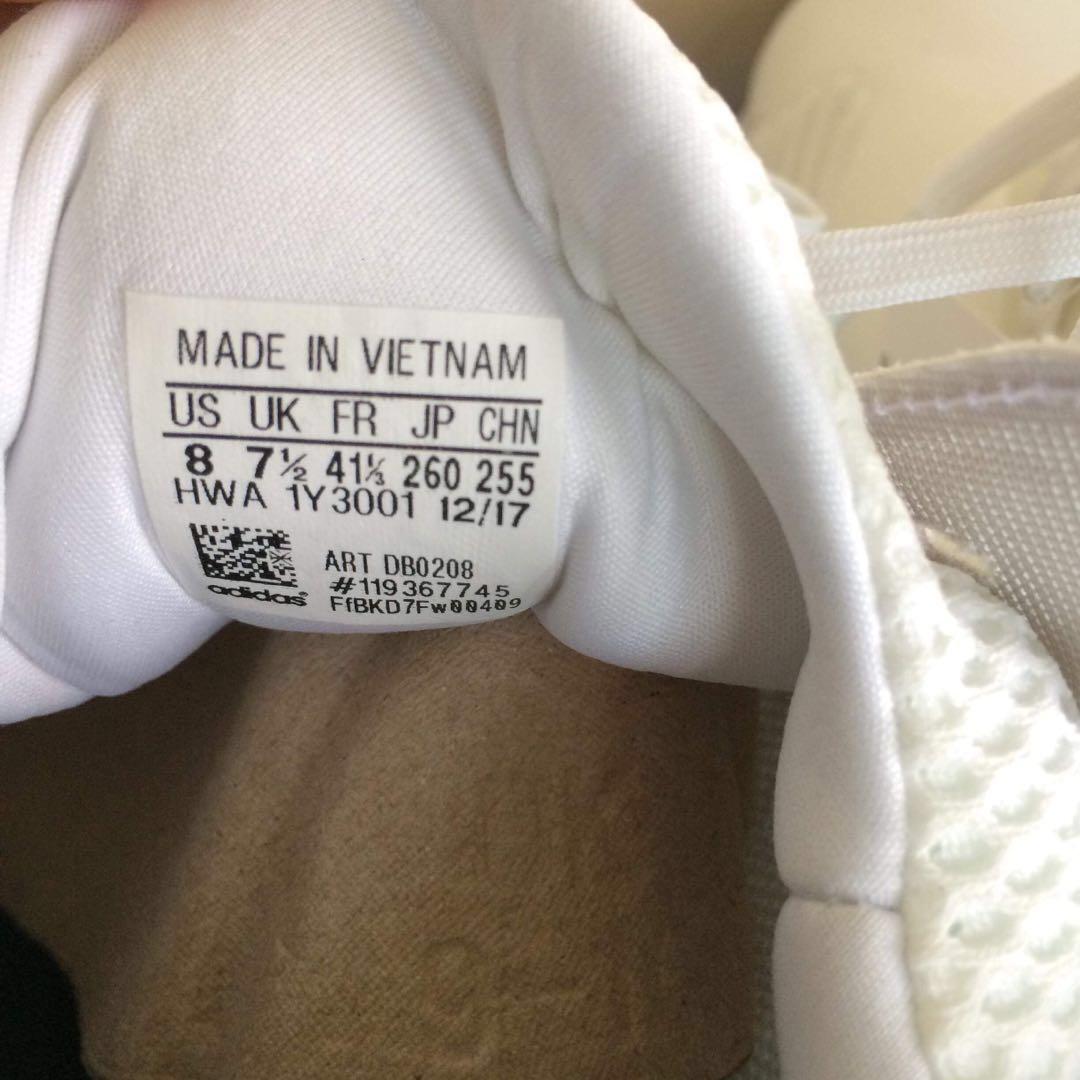 MADE IN VIETNAM
US UK FR JP CHN
8 7½ 41⅓ 260 255
HWA 1Y3001 12/17
ART DB0208
#119367745
adidas FfBKD7Fw00409